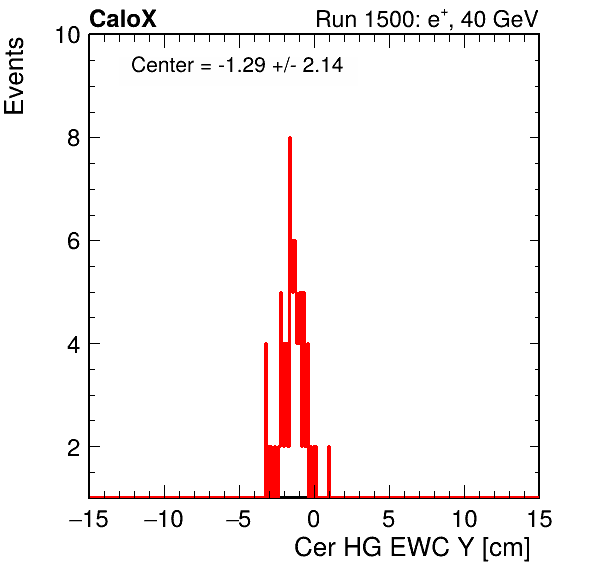 CaloX Run 1500: e⁺, 40 GeV
Events
Center = -1.29 +/- 2.14
10
8
6
4
2
−15 −10 −5 0 5 10 15
Cer HG EWC Y [cm]